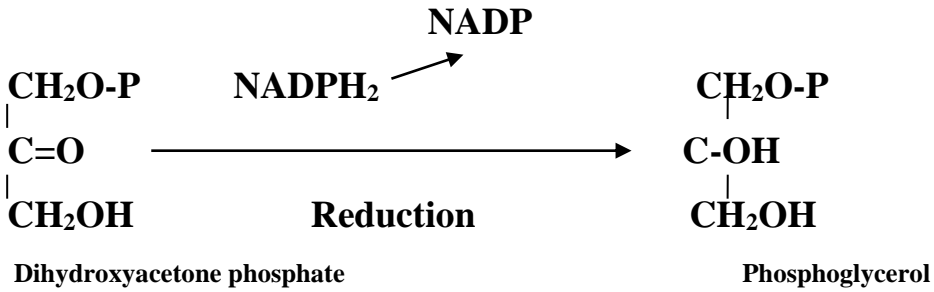 NADP
CH₂O-P NADPH₂ CH₂O-P
C=O C-OH
CH₂OH Reduction CH₂OH
Dihydroxyacetone phosphate Phosphoglycerol